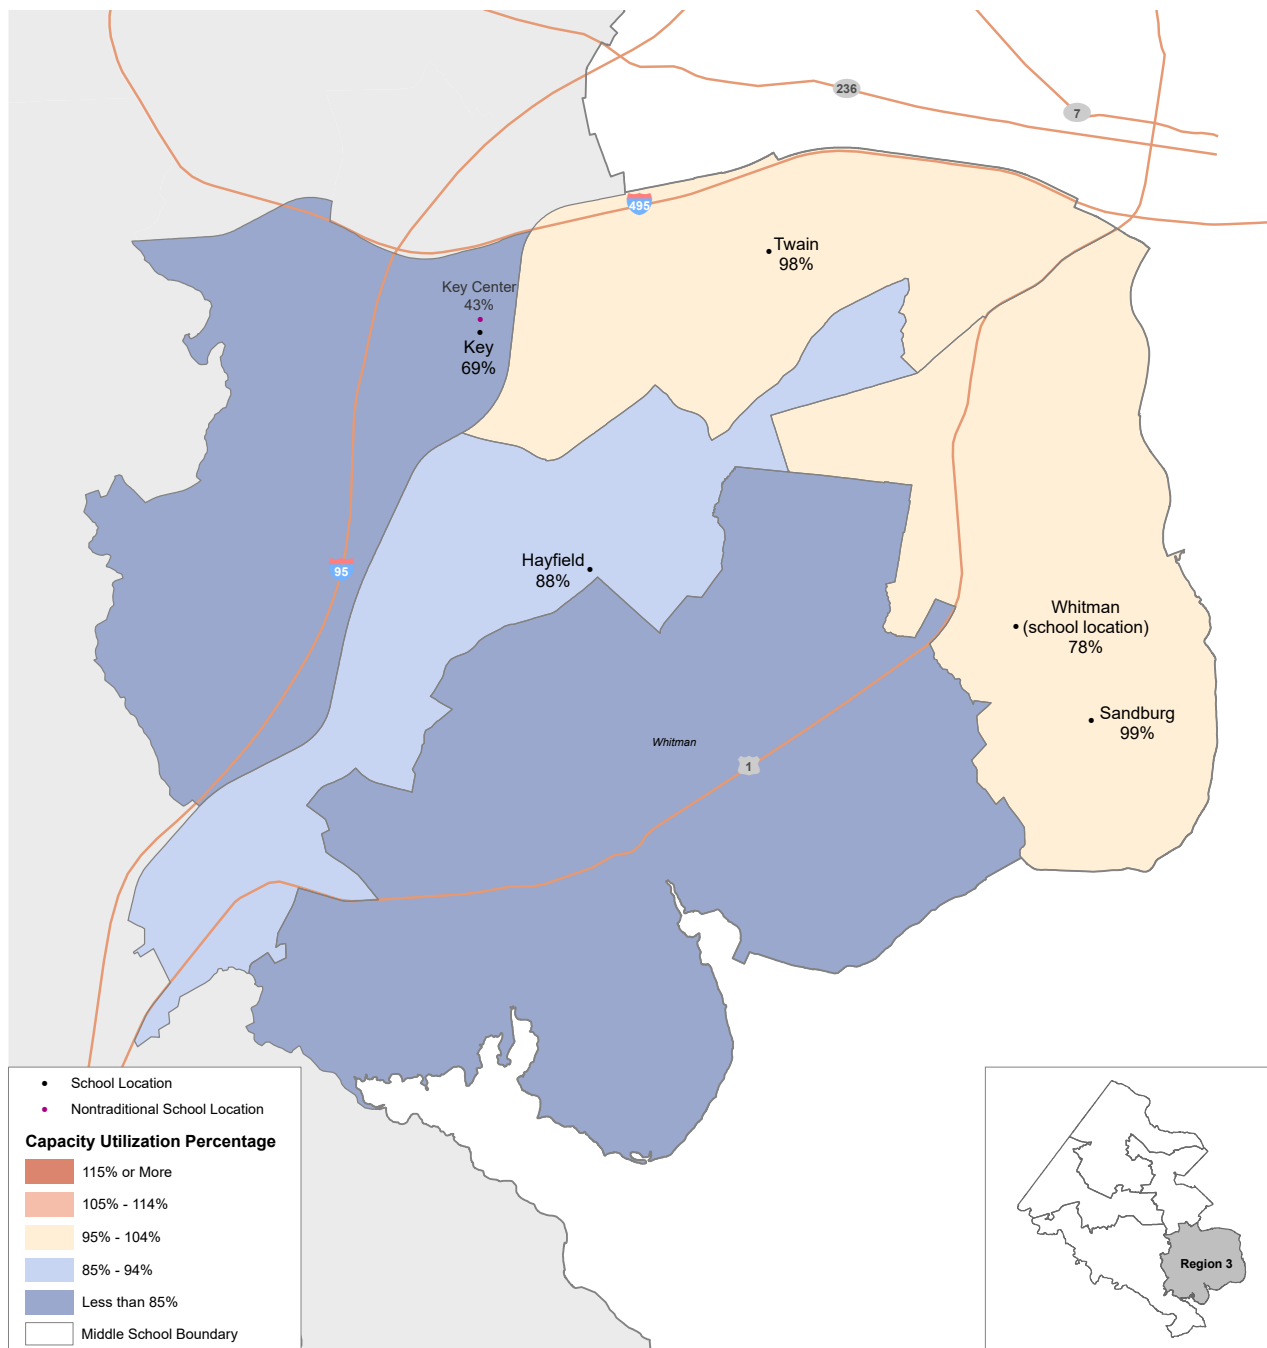 236
7
495
Twain
98%
Key Center
43%
Key
69%
Hayfield
88%
95
Whitman
(school location)
78%
Sandburg
99%
Whitman
1
School Location
Nontraditional School Location
Capacity Utilization Percentage
115% or More
105% - 114%
95% - 104%
85% - 94%
Less than 85%
Middle School Boundary
Region 3